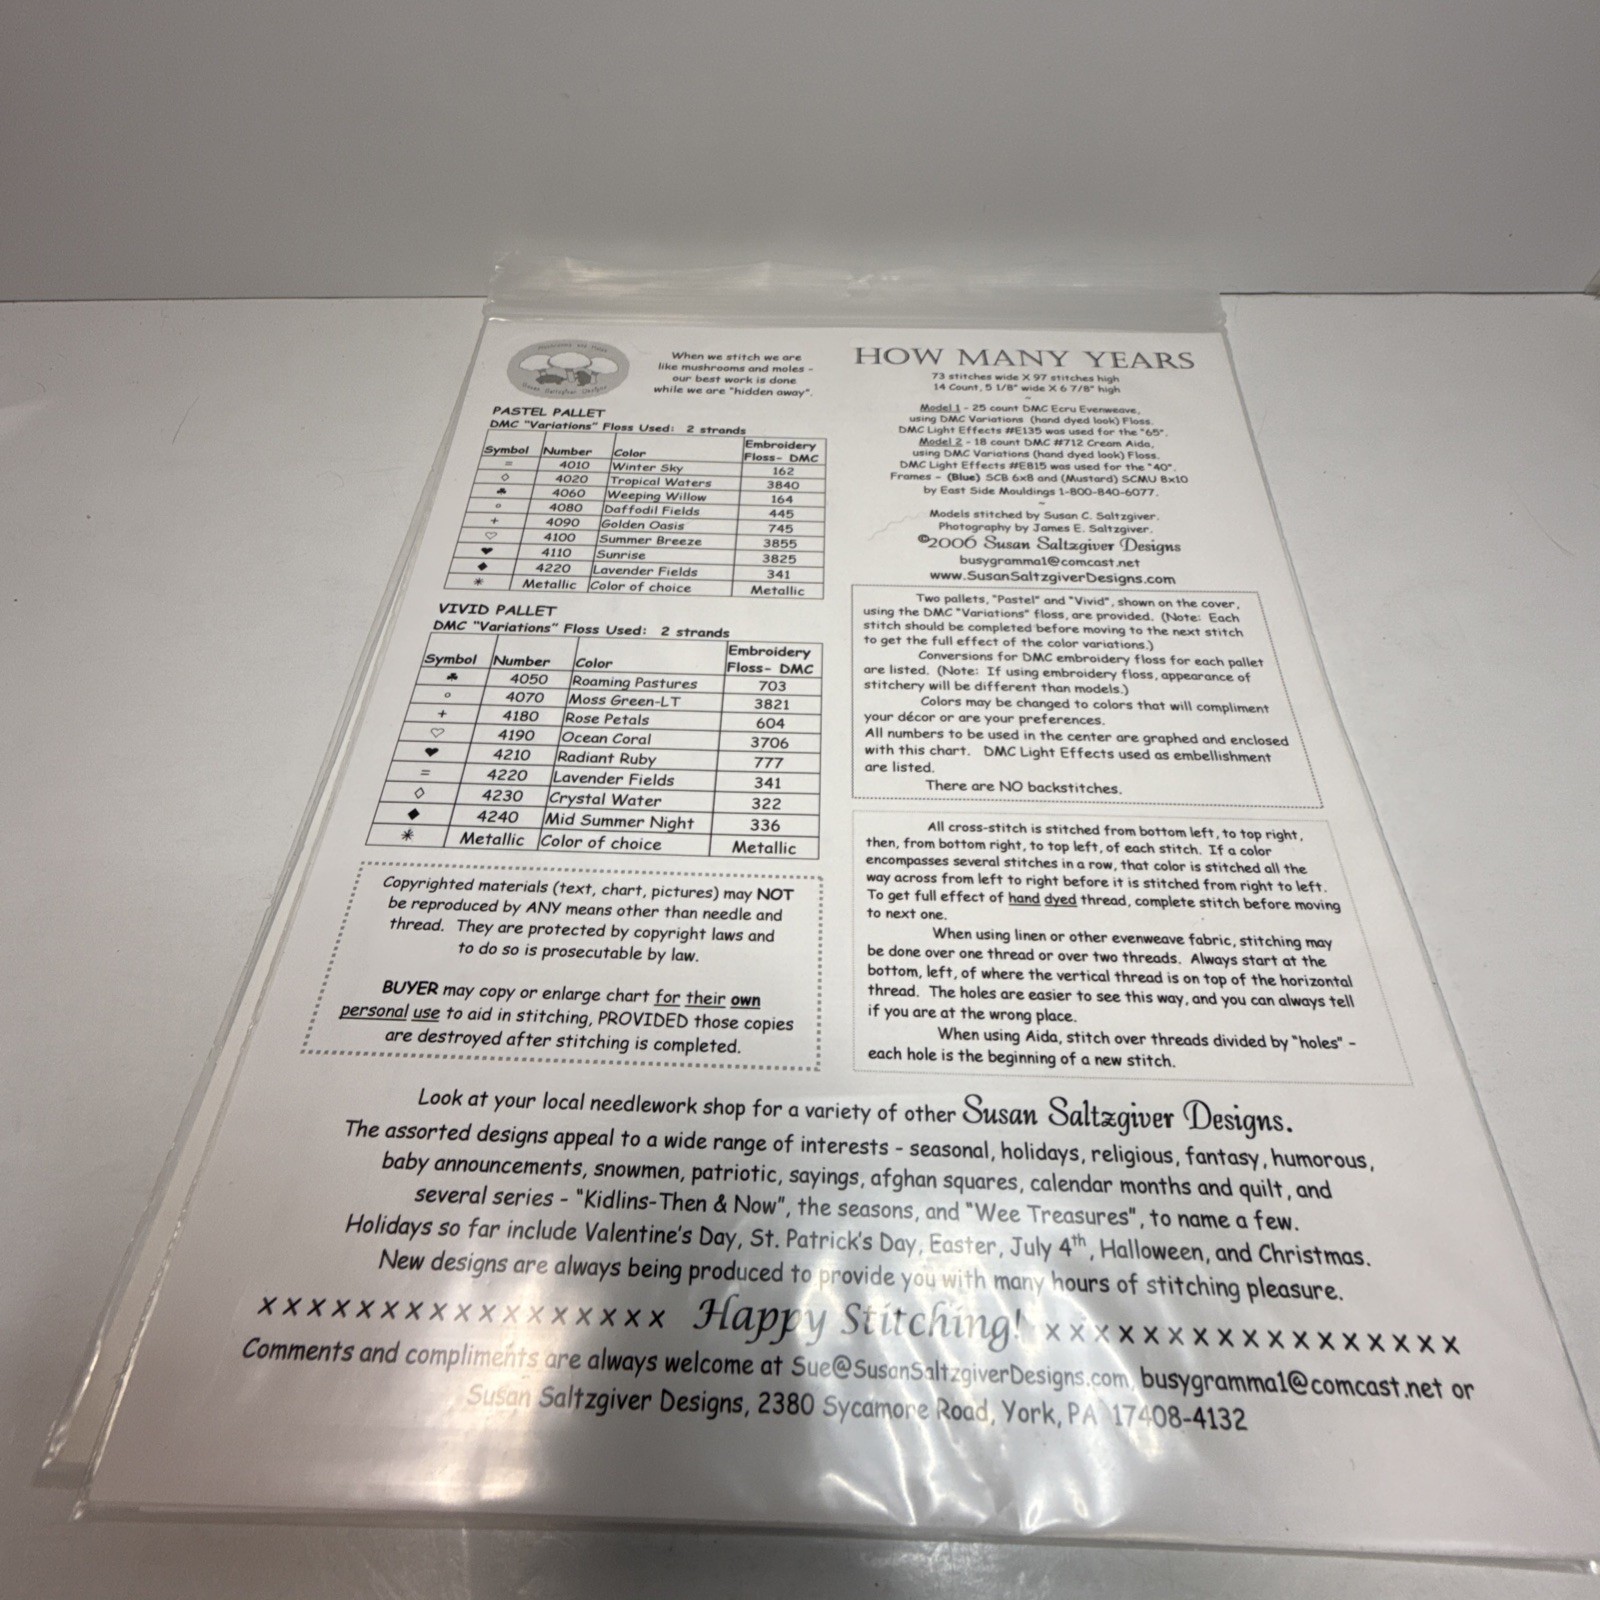 Susan Saltzgiver Designs
When we stitch we are
like mushrooms and moles -
our best work is done
while we are "hidden away".
PASTEL PALLET
DMC "Variations" Floss Used: 2 strands
Symbol Number Color Embroidery Floss- DMC
= 4010 Winter Sky 162
◇ 4020 Tropical Waters 3840
♣ 4060 Weeping Willow 164
o 4080 Daffodil Fields 445
+ 4090 Golden Oasis 745
♡ 4100 Summer Breeze 3855
♥ 4110 Sunrise 3825
◆ 4220 Lavender Fields 341
* Metallic Color of choice Metallic
VIVID PALLET
DMC "Variations" Floss Used: 2 strands
Symbol Number Color Embroidery Floss- DMC
♣ 4050 Roaming Pastures 703
o 4070 Moss Green-LT 3821
+ 4180 Rose Petals 604
♡ 4190 Ocean Coral 3706
♥ 4210 Radiant Ruby 777
= 4220 Lavender Fields 341
◇ 4230 Crystal Water 322
◆ 4240 Mid Summer Night 336
* Metallic Color of choice Metallic
Copyrighted materials (text, chart, pictures) may NOT
be reproduced by ANY means other than needle and
thread. They are protected by copyright laws and
to do so is prosecutable by law.
BUYER may copy or enlarge chart for their own
personal use to aid in stitching, PROVIDED those copies
are destroyed after stitching is completed.
HOW MANY YEARS
73 stitches wide X 97 stitches high
14 Count, 5 1/8" wide X 6 7/8" high
~
Model 1 - 25 count DMC Ecru Evenweave,
using DMC Variations (hand dyed look) Floss.
DMC Light Effects #E135 was used for the "65".
Model 2 - 18 count DMC #712 Cream Aida,
using DMC Variations (hand dyed look) Floss.
DMC Light Effects #E815 was used for the "40".
Frames - (Blue) SCB 6x8 and (Mustard) SCMU 8x10
by East Side Mouldings 1-800-840-6077.
~
Models stitched by Susan C. Saltzgiver.
Photography by James E. Saltzgiver.
©2006 Susan Saltzgiver Designs
busygramma1@comcast.net
www.SusanSaltzgiverDesigns.com
Two pallets, "Pastel" and "Vivid", shown on the cover,
using the DMC "Variations" floss, are provided. (Note: Each
stitch should be completed before moving to the next stitch
to get the full effect of the color variations.)
Conversions for DMC embroidery floss for each pallet
are listed. (Note: If using embroidery floss, appearance of
stitchery will be different than models.)
Colors may be changed to colors that will compliment
your décor or are your preferences.
All numbers to be used in the center are graphed and enclosed
with this chart. DMC Light Effects used as embellishment
are listed.
There are NO backstitches.
All cross-stitch is stitched from bottom left, to top right,
then, from bottom right, to top left, of each stitch. If a color
encompasses several stitches in a row, that color is stitched all the
way across from left to right before it is stitched from right to left.
To get full effect of hand dyed thread, complete stitch before moving
to next one.
When using linen or other evenweave fabric, stitching may
be done over one thread or over two threads. Always start at the
bottom, left, of where the vertical thread is on top of the horizontal
thread. The holes are easier to see this way, and you can always tell
if you are at the wrong place.
When using Aida, stitch over threads divided by "holes" -
each hole is the beginning of a new stitch.
Look at your local needlework shop for a variety of other Susan Saltzgiver Designs.
The assorted designs appeal to a wide range of interests - seasonal, holidays, religious, fantasy, humorous,
baby announcements, snowmen, patriotic, sayings, afghan squares, calendar months and quilt, and
several series - "Kidlins-Then & Now", the seasons, and "Wee Treasures", to name a few.
Holidays so far include Valentine's Day, St. Patrick's Day, Easter, July 4th, Halloween, and Christmas.
New designs are always being produced to provide you with many hours of stitching pleasure.
xxxxxxxxxxxxxxxxx Happy Stitching! xxxxxxxxxxxxxxxxx
Comments and compliments are always welcome at Sue@SusanSaltzgiverDesigns.com, busygramma1@comcast.net or
Susan Saltzgiver Designs, 2380 Sycamore Road, York, PA 17408-4132